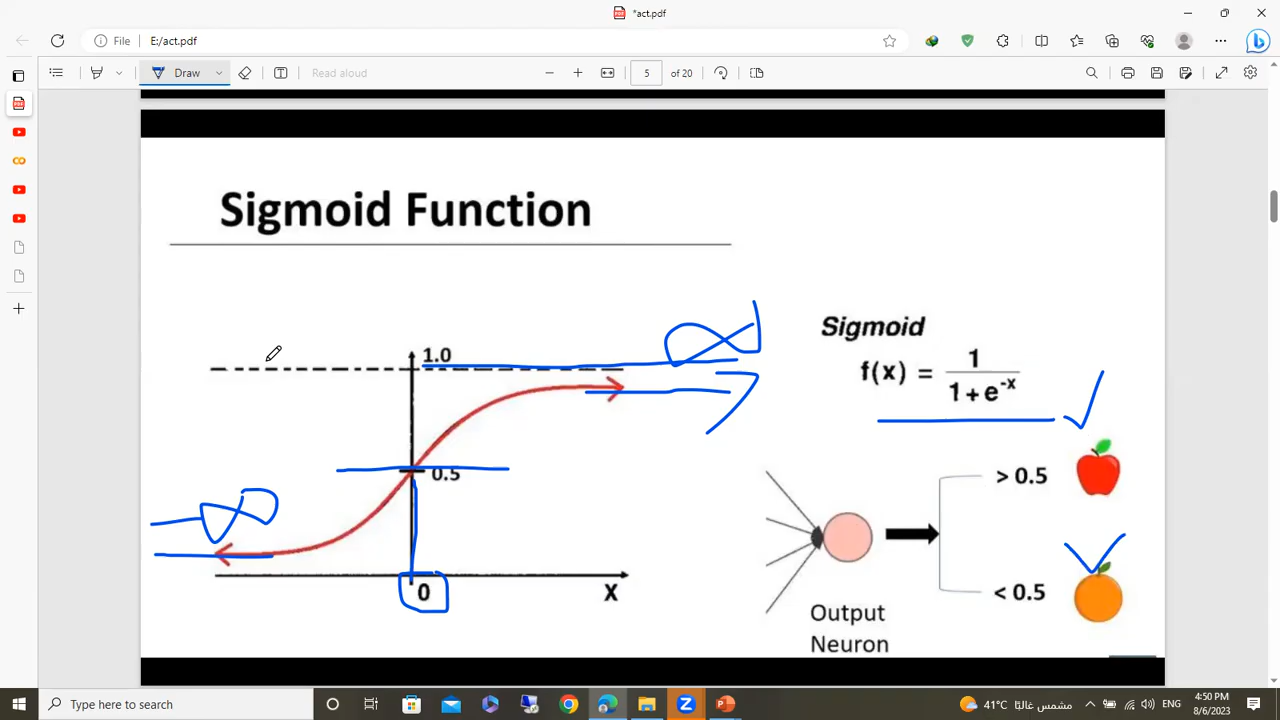 *act.pdf
File
E:/act.pdf
Draw
Read aloud
5
of 20
Sigmoid Function
1.0
0.5
0
X
∞
-∞
Sigmoid
f(x) = 1 / 1 + e^-x
> 0.5
< 0.5
Output
Neuron
Type here to search
41°C
مشمس غالبًا
ENG
4:50 PM
8/6/2023